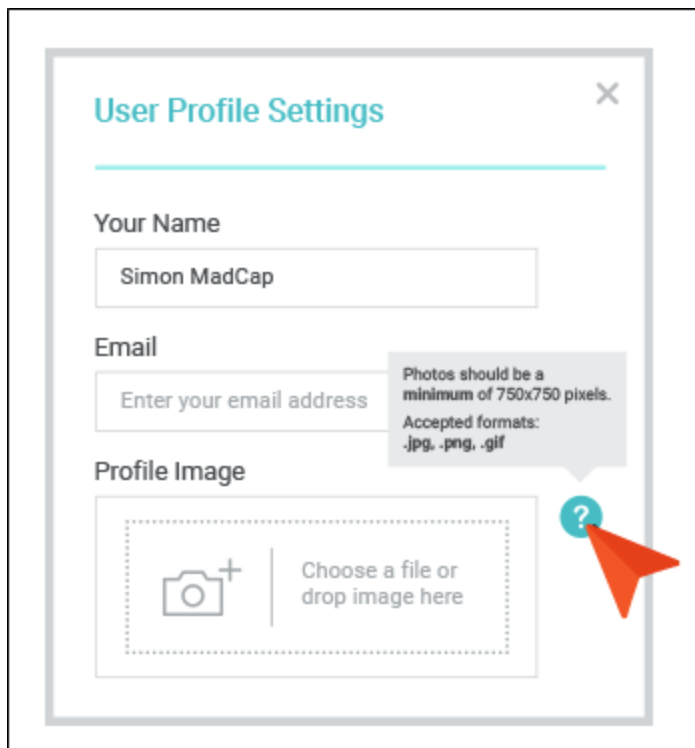 User Profile Settings
Your Name
Simon MadCap
Email
Enter your email address
Photos should be a
minimum of 750x750 pixels.
Accepted formats:
.jpg, .png, .gif
Profile Image
?
Choose a file or
drop image here